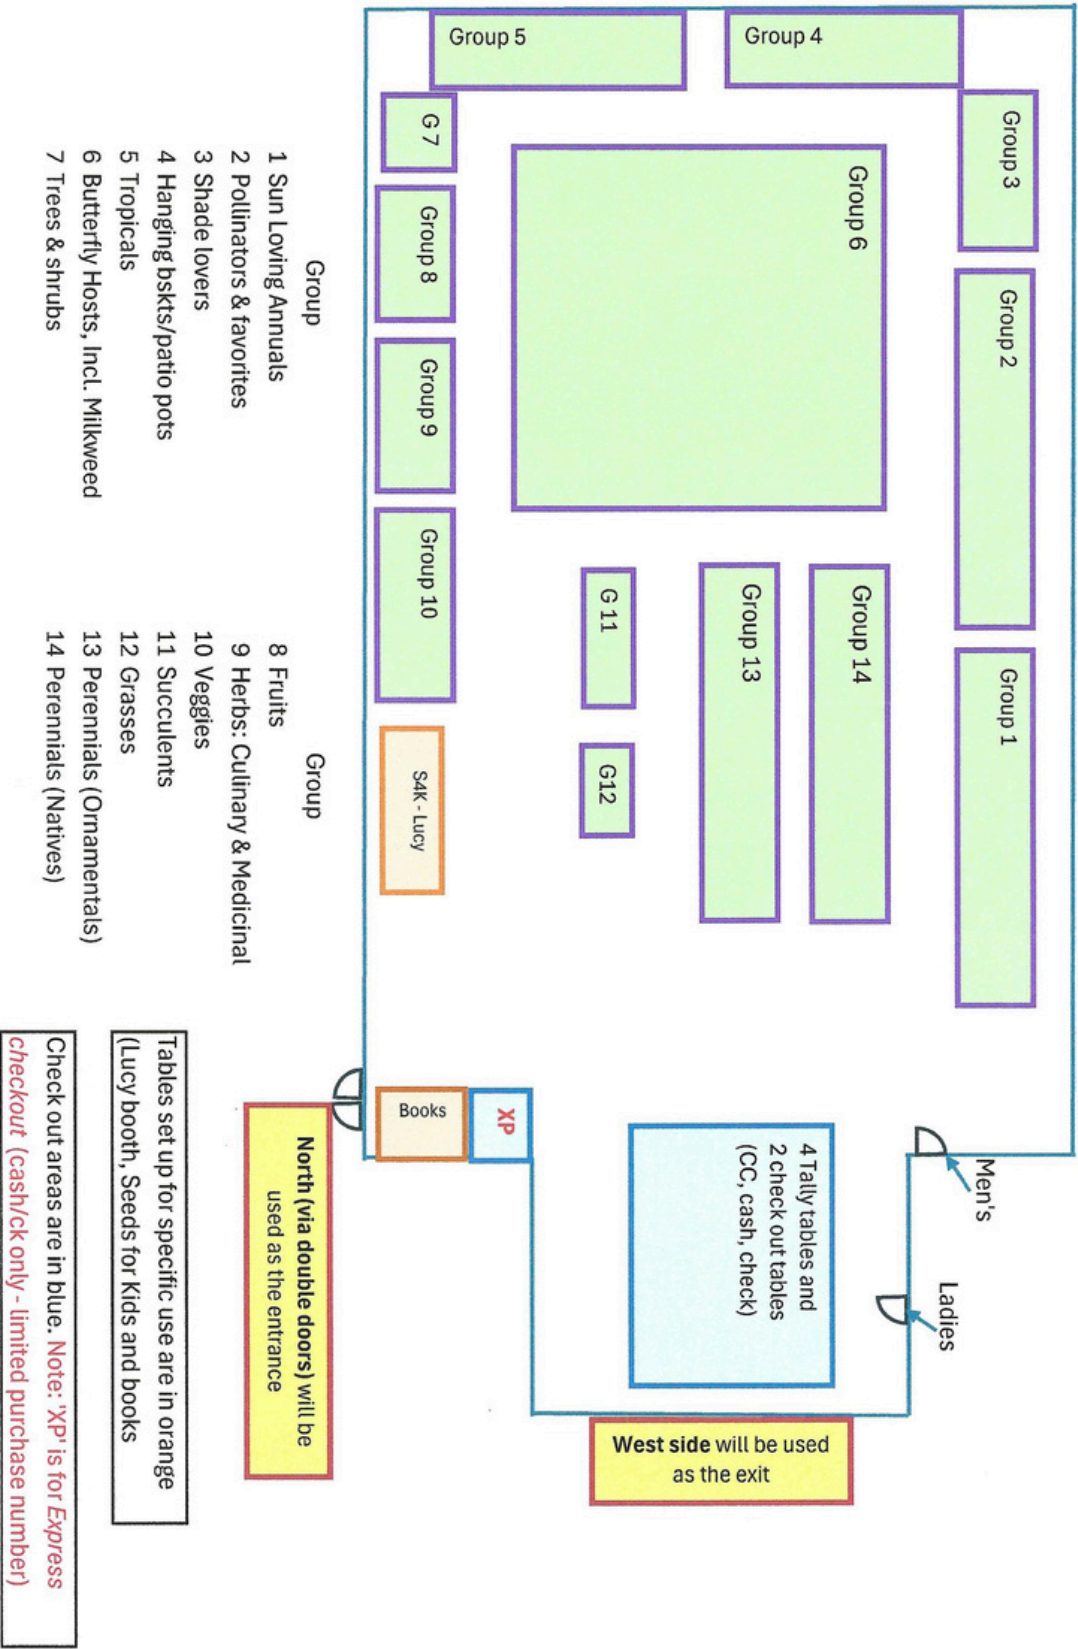 Group 5
Group 4
Group 3
G 7
Group 6
Group 8
Group 2
Group 9
Group 10
G 11
Group 13
Group 14
Group 1
G12
S4K - Lucy
Books
XP
4 Tally tables and
2 check out tables
(CC, cash, check)
Men's
Ladies
West side will be used
as the exit
North (via double doors) will be
used as the entrance
Group
1 Sun Loving Annuals
2 Pollinators & favorites
3 Shade lovers
4 Hanging bskts/patio pots
5 Tropicals
6 Butterfly Hosts, Incl. Milkweed
7 Trees & shrubs
Group
8 Fruits
9 Herbs: Culinary & Medicinal
10 Veggies
11 Succulents
12 Grasses
13 Perennials (Ornamentals)
14 Perennials (Natives)
Tables set up for specific use are in orange
(Lucy booth, Seeds for Kids and books
Check out areas are in blue. Note: 'XP' is for Express
checkout (cash/ck only - limited purchase number)